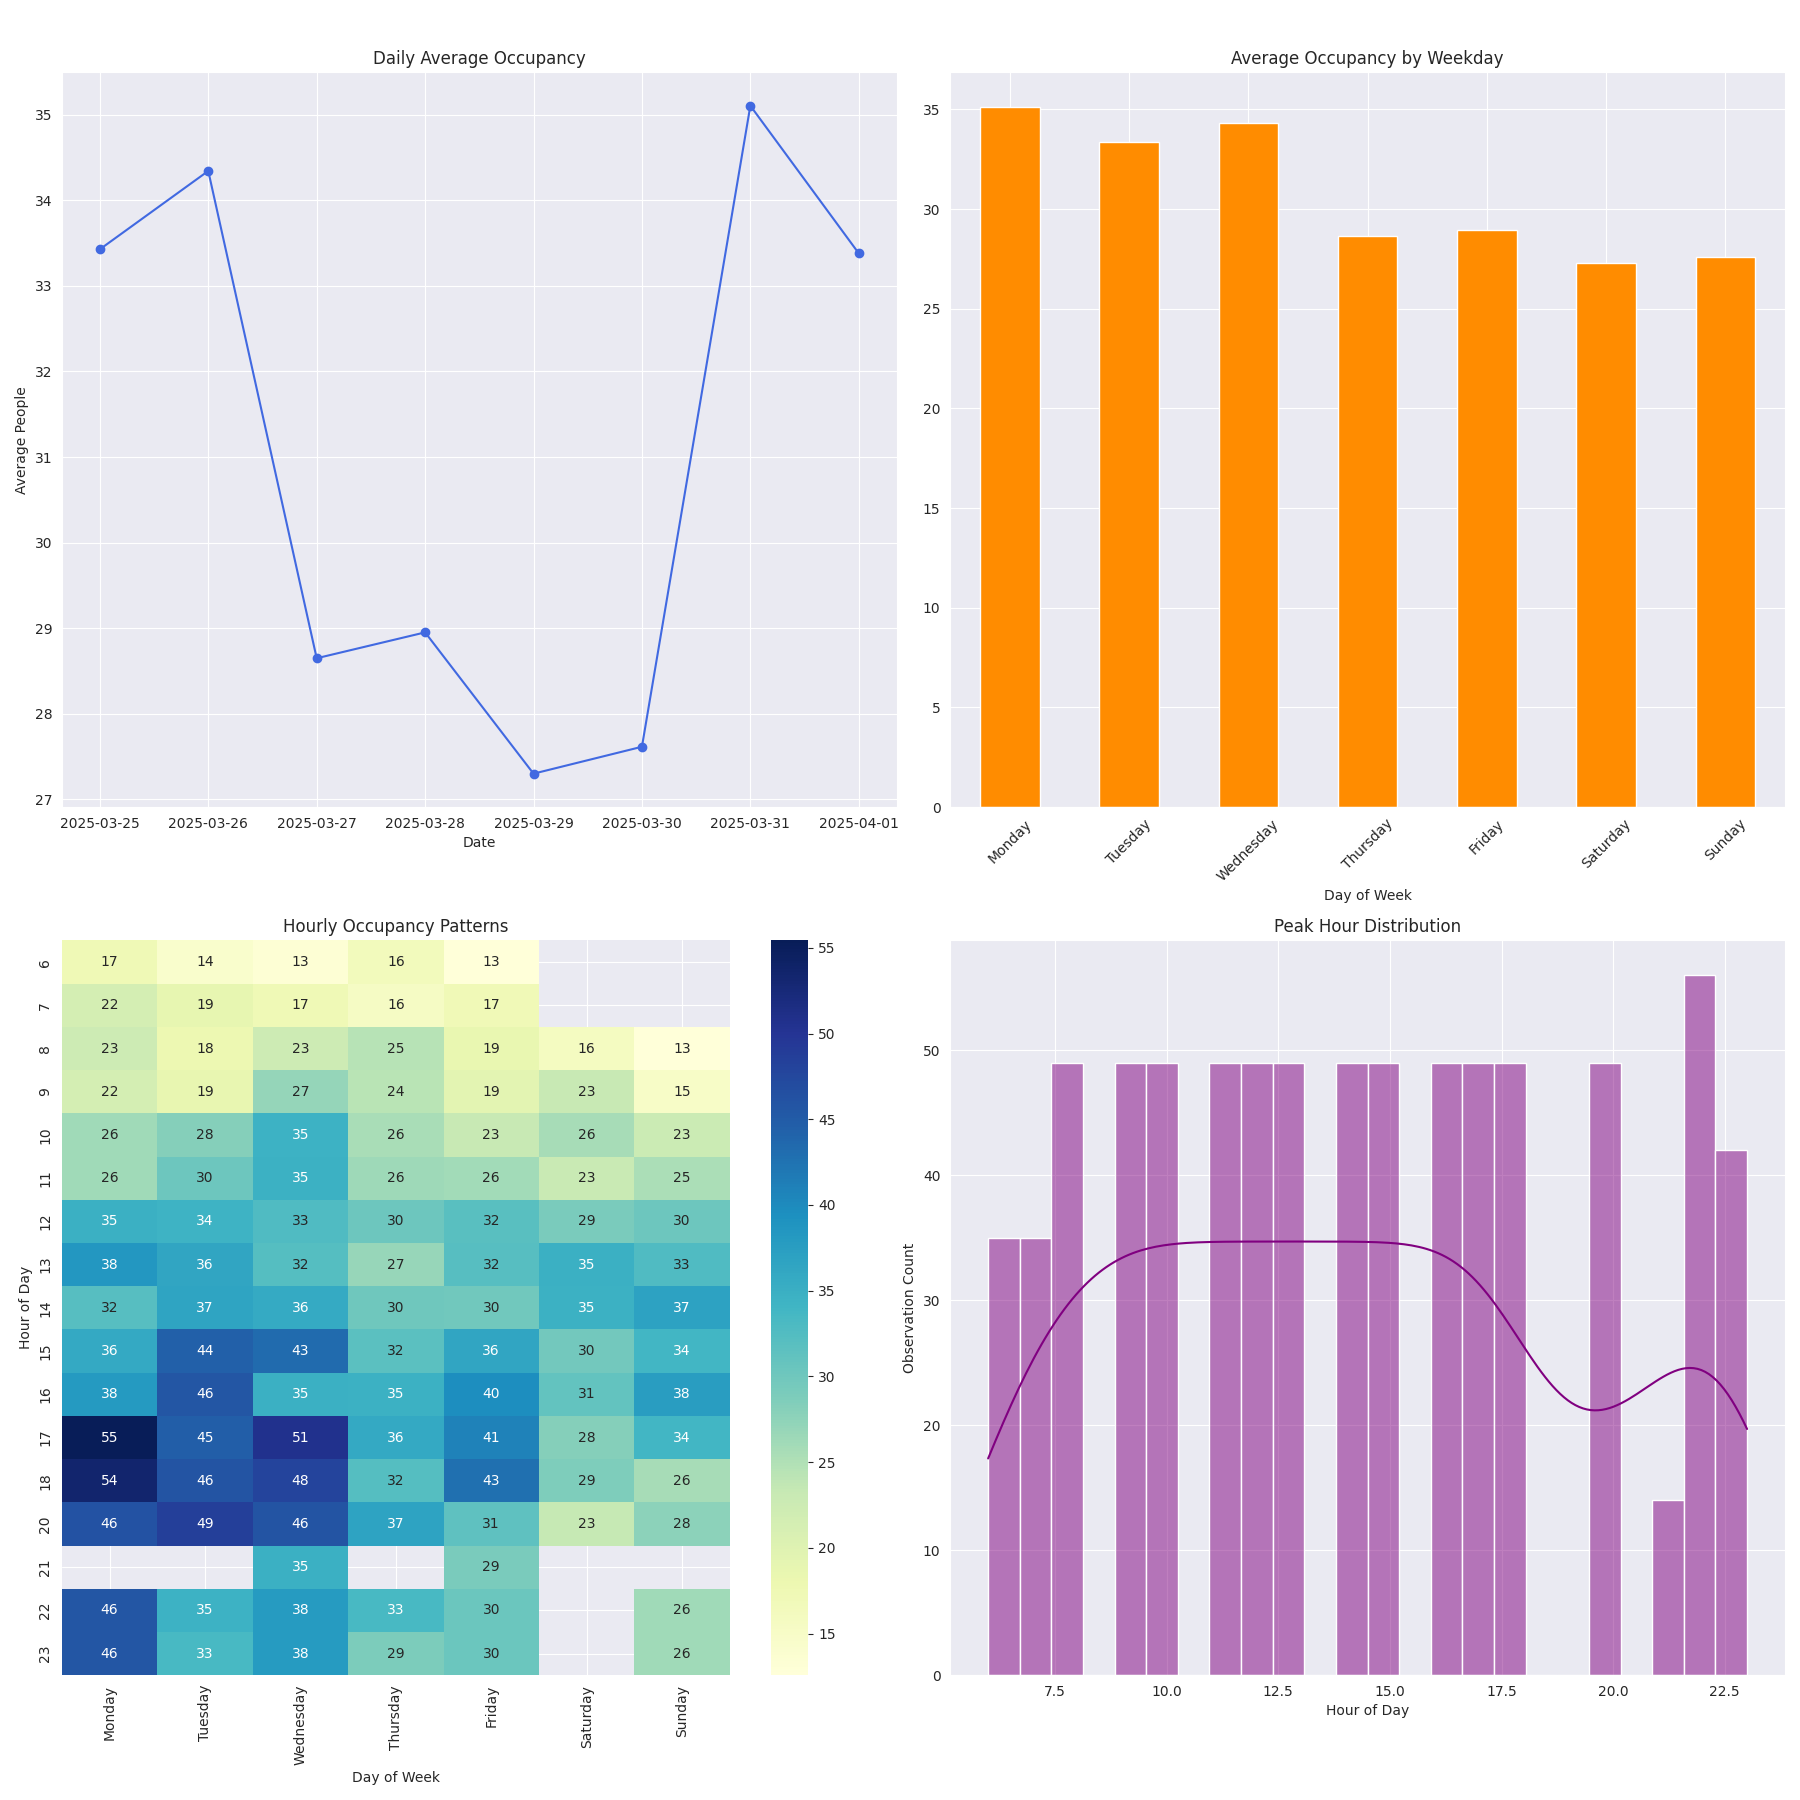 Daily Average Occupancy
35
34
33
32
31
30
29
28
27
Average People
2025-03-25 2025-03-26 2025-03-27 2025-03-28 2025-03-29 2025-03-30 2025-03-31 2025-04-01
Date
Average Occupancy by Weekday
35
30
25
20
15
10
5
0
Monday Tuesday Wednesday Thursday Friday Saturday Sunday
Day of Week
Hourly Occupancy Patterns
6 17 14 13 16 13
7 22 19 17 16 17
8 23 18 23 25 19 16 13
9 22 19 27 24 19 23 15
10 26 28 35 26 23 26 23
11 26 30 35 26 26 23 25
12 35 34 33 30 32 29 30
13 38 36 32 27 32 35 33
14 32 37 36 30 30 35 37
15 36 44 43 32 36 30 34
16 38 46 35 35 40 31 38
17 55 45 51 36 41 28 34
18 54 46 48 32 43 29 26
20 46 49 46 37 31 23 28
21 35 29
22 46 35 38 33 30 26
23 46 33 38 29 30 26
Hour of Day
Monday Tuesday Wednesday Thursday Friday Saturday Sunday
Day of Week
55
50
45
40
35
30
25
20
15
Peak Hour Distribution
50
40
30
20
10
0
Observation Count
7.5 10.0 12.5 15.0 17.5 20.0 22.5
Hour of Day